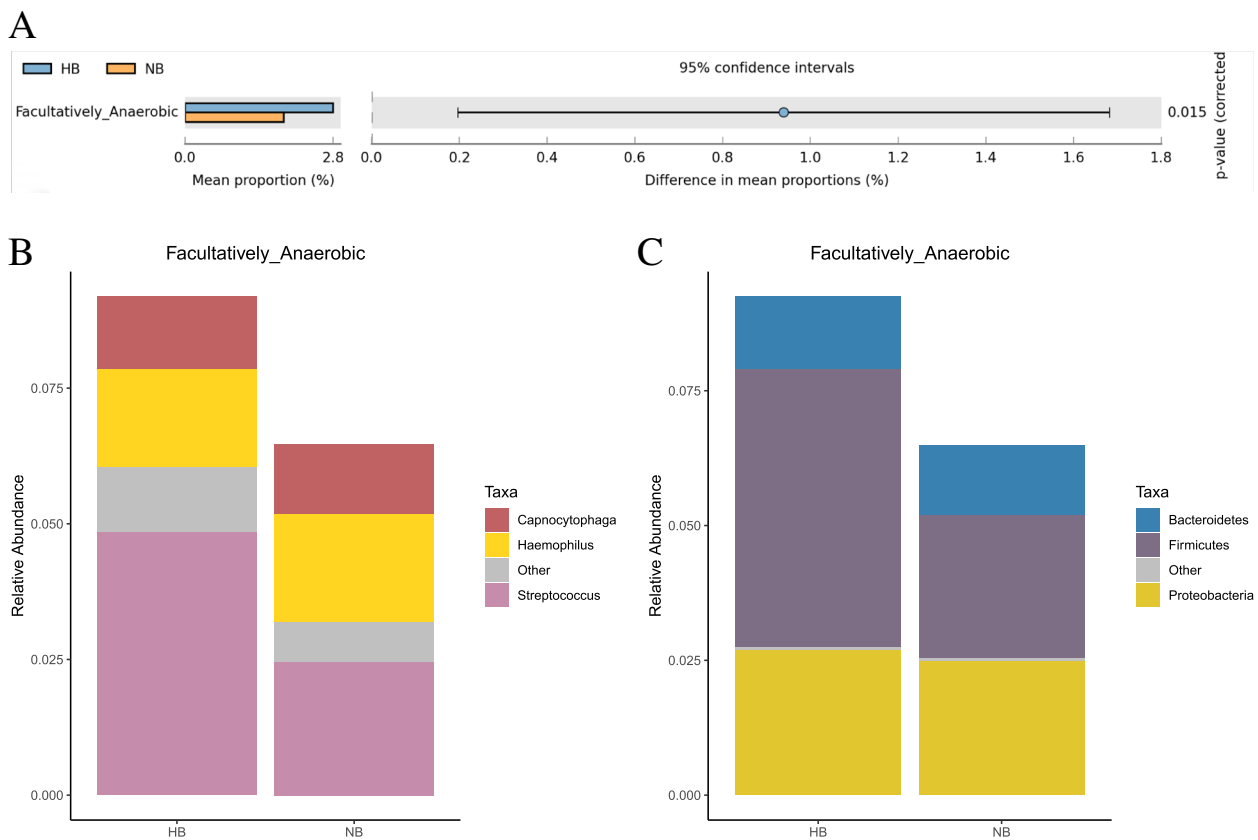 A
HB NB
95% confidence intervals
Facultatively_Anaerobic
0.015
p-value (corrected
0.0 2.8
Mean proportion (%)
0.0 0.2 0.4 0.6 0.8 1.0 1.2 1.4 1.6 1.8
Difference in mean proportions (%)
B
Facultatively_Anaerobic
Relative Abundance
0.075
0.050
0.025
0.000
HB NB
Taxa
Capnocytophaga
Haemophilus
Other
Streptococcus
C
Facultatively_Anaerobic
Relative Abundance
0.075
0.050
0.025
0.000
HB NB
Taxa
Bacteroidetes
Firmicutes
Other
Proteobacteria